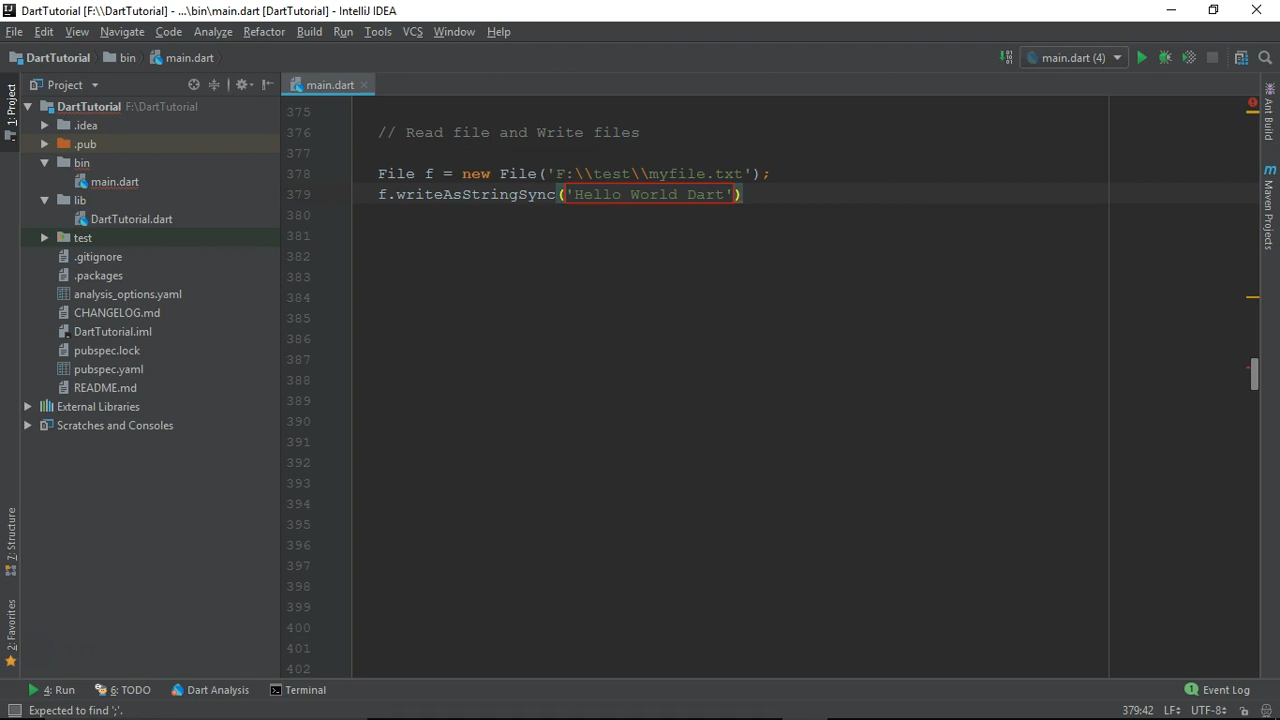 DartTutorial [F:\\DartTutorial] - ...\bin\main.dart [DartTutorial] - IntelliJ IDEA
File Edit View Navigate Code Analyze Refactor Build Run Tools VCS Window Help
DartTutorial bin main.dart main.dart (4)
1: Project
Project
main.dart
Ant Build
Maven Projects
DartTutorial F:\DartTutorial
.idea
.pub
bin
main.dart
lib
DartTutorial.dart
test
.gitignore
.packages
analysis_options.yaml
CHANGELOG.md
DartTutorial.iml
pubspec.lock
pubspec.yaml
README.md
External Libraries
Scratches and Consoles
7: Structure
2: Favorites
375
376 // Read file and Write files
377
378 File f = new File('F:\\test\\myfile.txt');
379 f.writeAsStringSync('Hello World Dart')
380
381
382
383
384
385
386
387
388
389
390
391
392
393
394
395
396
397
398
399
400
401
402
4: Run 6: TODO Dart Analysis Terminal 1 Event Log
Expected to find ';'. 379:42 LF UTF-8